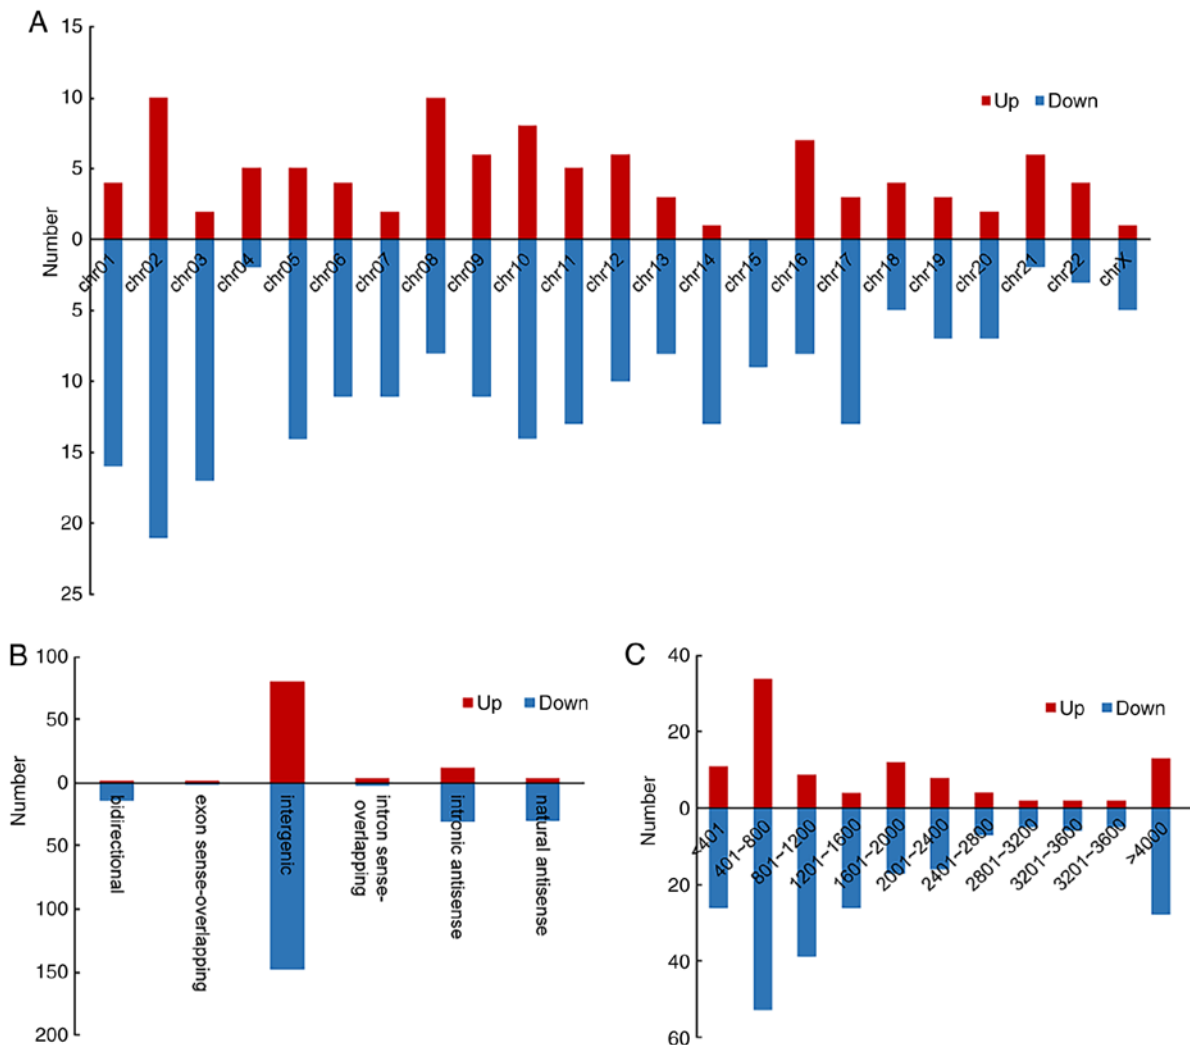 A
15
10
5
0
5
10
15
20
25
Number
Up Down
chr01 chr02 chr03 chr04 chr05 chr06 chr07 chr08 chr09 chr10 chr11 chr12 chr13 chr14 chr15 chr16 chr17 chr18 chr19 chr20 chr21 chr22 chrX
B
100
50
0
50
100
150
200
Number
Up Down
bidirectional
exon sense-overlapping
intergenic
intron sense-
overlapping
intronic antisense
natural antisense
C
40
20
0
20
40
60
Number
Up Down
<401 401~800 801~1200 1201~1600 1601~2000 2001~2400 2401~2800 2801~3200 3201~3600 3201~3600 >4000